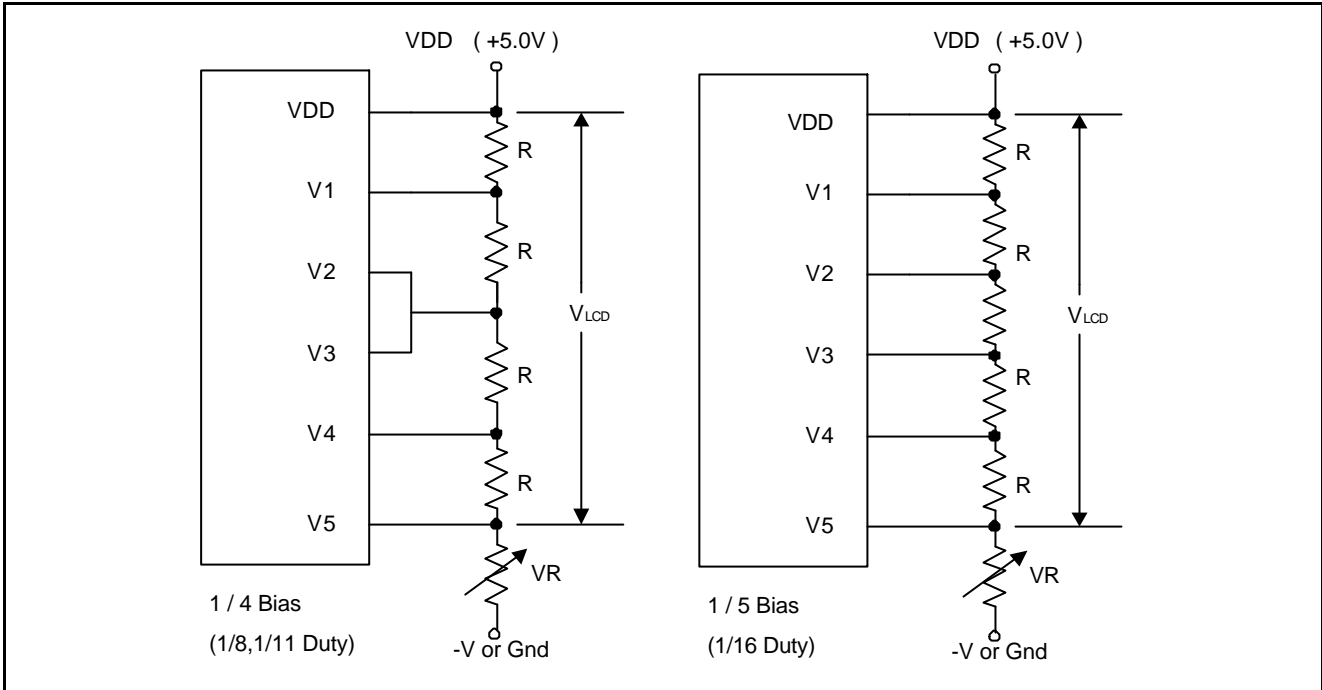 VDD ( +5.0V )
VDD
R
V1
R
V2
VLCD
V3
R
V4
R
V5
VR
1 / 4 Bias
(1/8,1/11 Duty)
-V or Gnd
VDD ( +5.0V )
VDD
R
V1
R
V2
VLCD
V3
R
V4
R
V5
VR
1 / 5 Bias
(1/16 Duty)
-V or Gnd